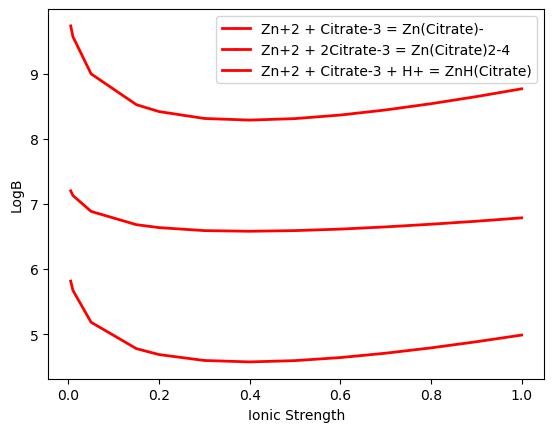 Zn+2 + Citrate-3 = Zn(Citrate)-
Zn+2 + 2Citrate-3 = Zn(Citrate)2-4
Zn+2 + Citrate-3 + H+ = ZnH(Citrate)
9
8
7
6
5
LogB
0.0 0.2 0.4 0.6 0.8 1.0
Ionic Strength